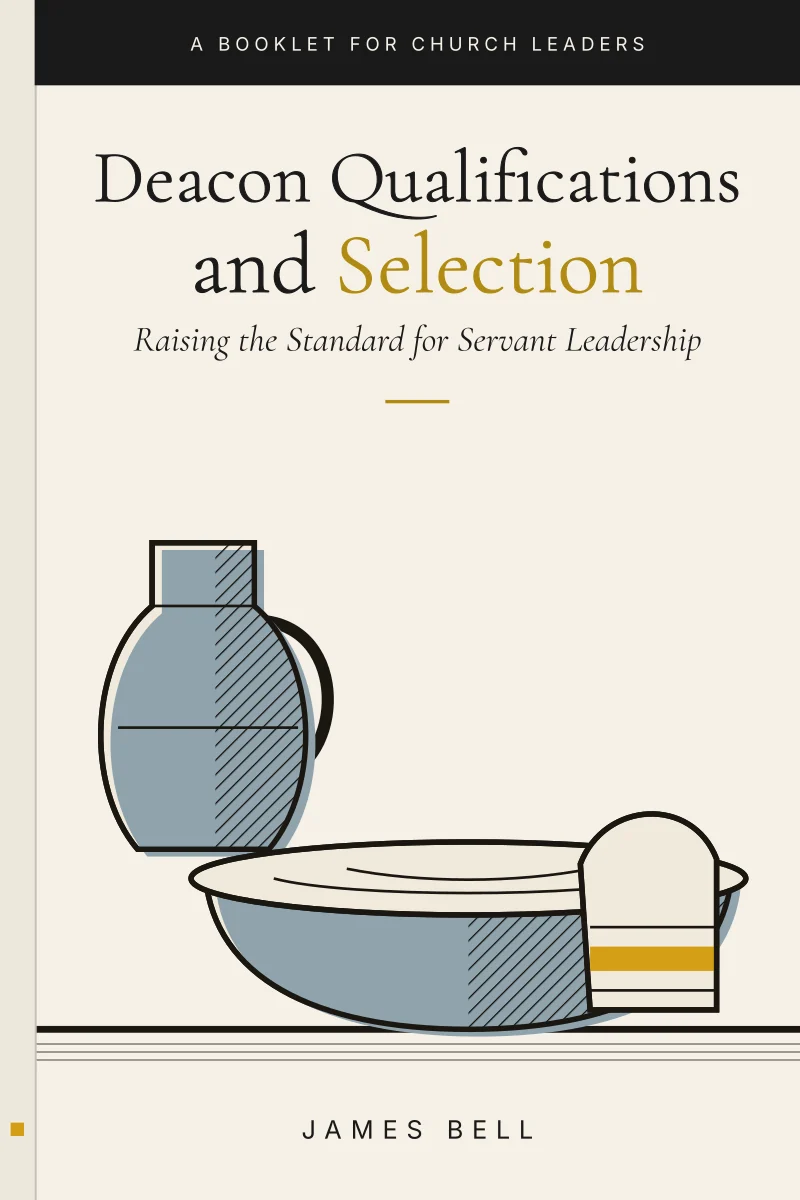 A BOOKLET FOR CHURCH LEADERS
Deacon Qualifications
and Selection
Raising the Standard for Servant Leadership
JAMES BELL